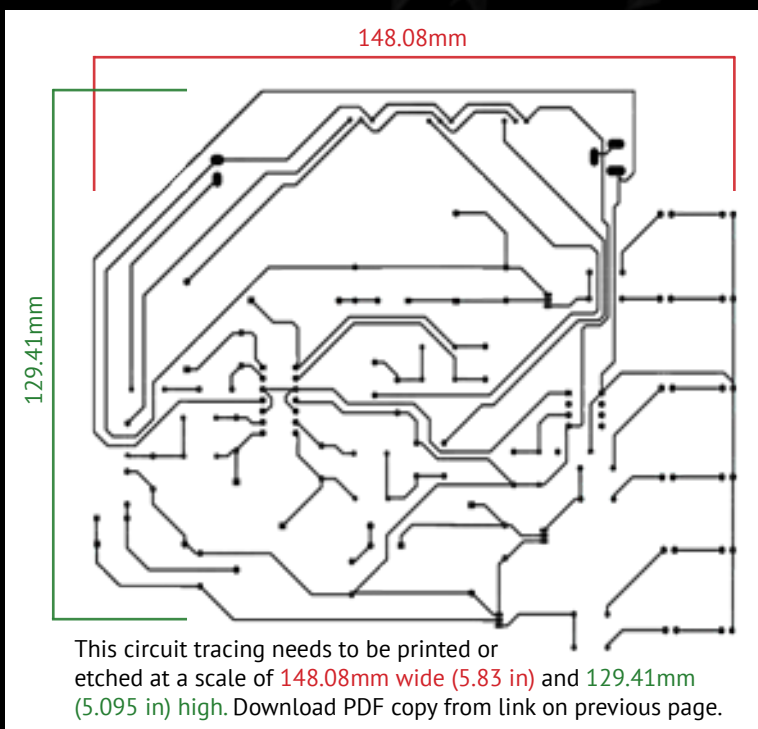 148.08mm
129.41mm
This circuit tracing needs to be printed or
etched at a scale of 148.08mm wide (5.83 in) and 129.41mm
(5.095 in) high. Download PDF copy from link on previous page.